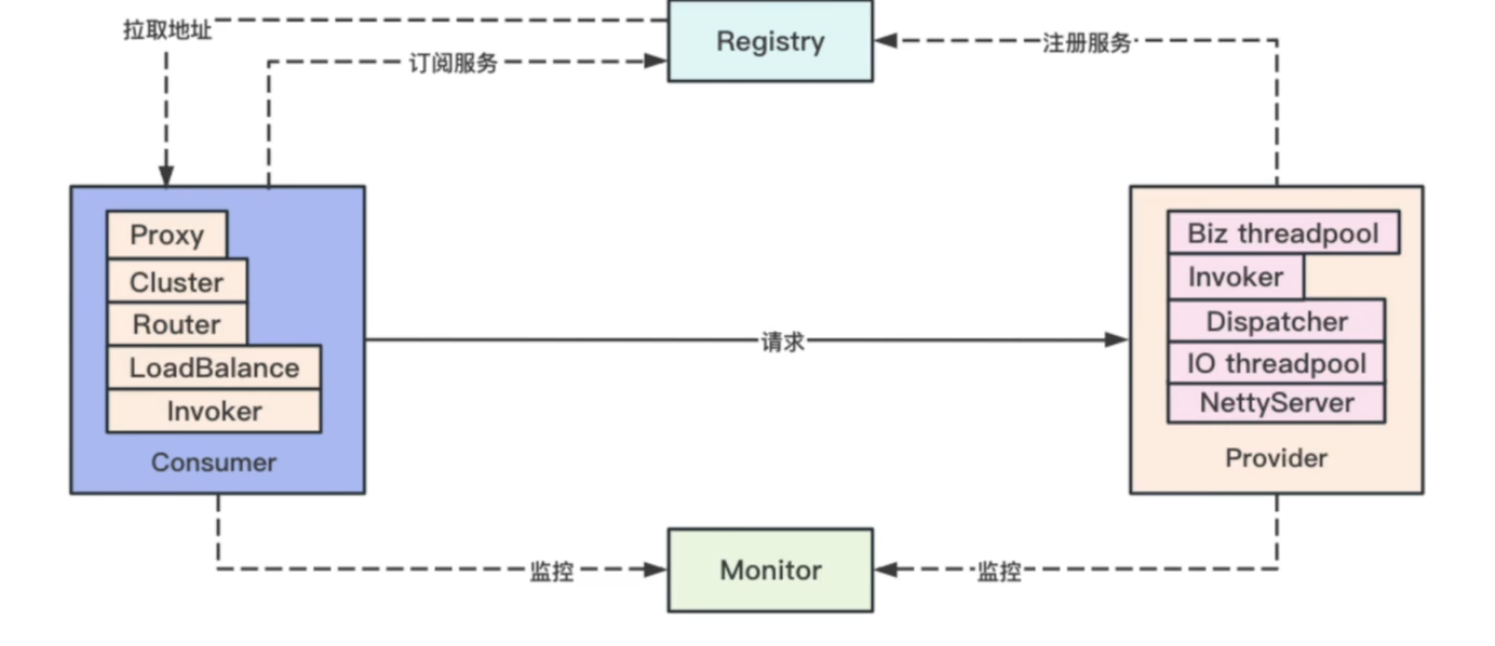 拉取地址
Registry
注册服务
订阅服务
Proxy
Cluster
Router
LoadBalance
Invoker
Consumer
请求
Biz threadpool
Invoker
Dispatcher
IO threadpool
NettyServer
Provider
监控
Monitor
监控